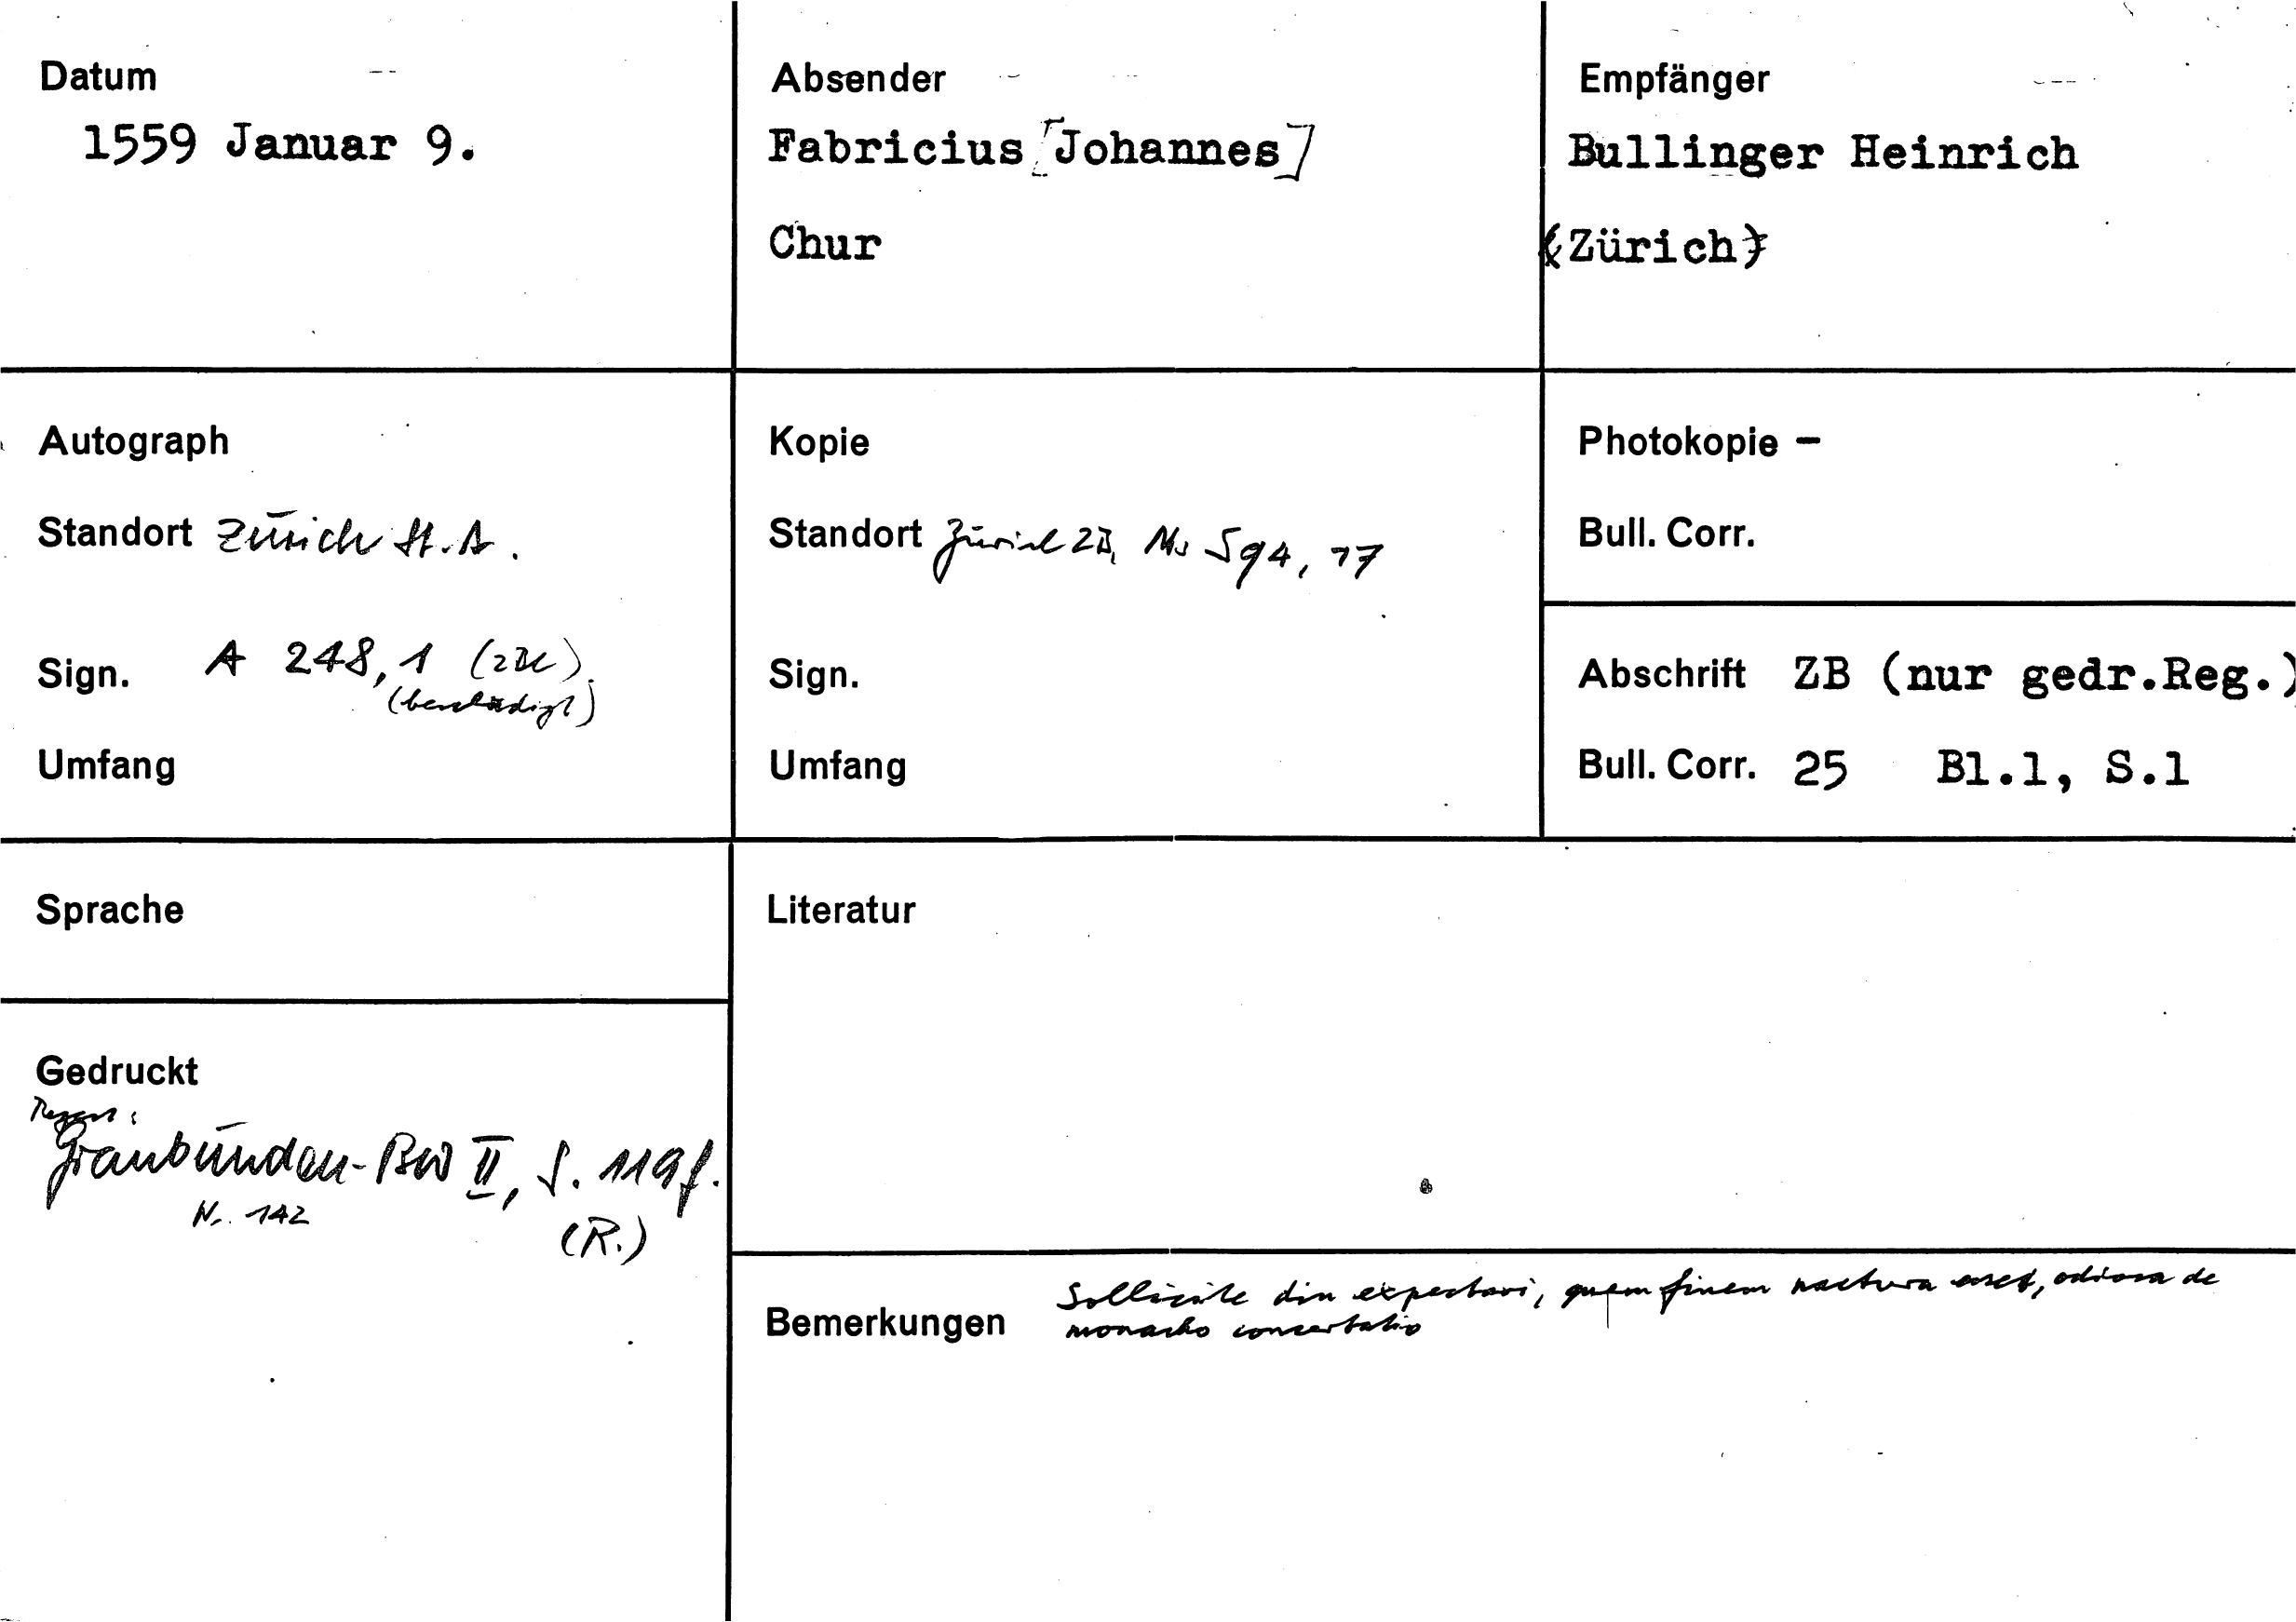 Datum
1559 Januar 9.
Absender
Fabricius [Johannes]
Chur
Empfänger
Bullinger Heinrich
(Zürich)
Autograph
Standort Zürich St.A.
Sign. A 248, 1 (2Bl).
(beschädigt)
Umfang
Kopie
Standort Zürich ZB, Ms S 94, 17
Sign.
Umfang
Photokopie –
Bull. Corr.
Abschrift ZB (nur gedr.Reg.)
Bull. Corr. 25 Bl.1, S.1
Sprache
Literatur
Gedruckt
Regest:
Graubünden-BW II, S. 119f.
Nr. 142
(R.)
Bemerkungen
Sollicite diu expectavi, quem finem nactura esset, odiosa de
monacho concertatio